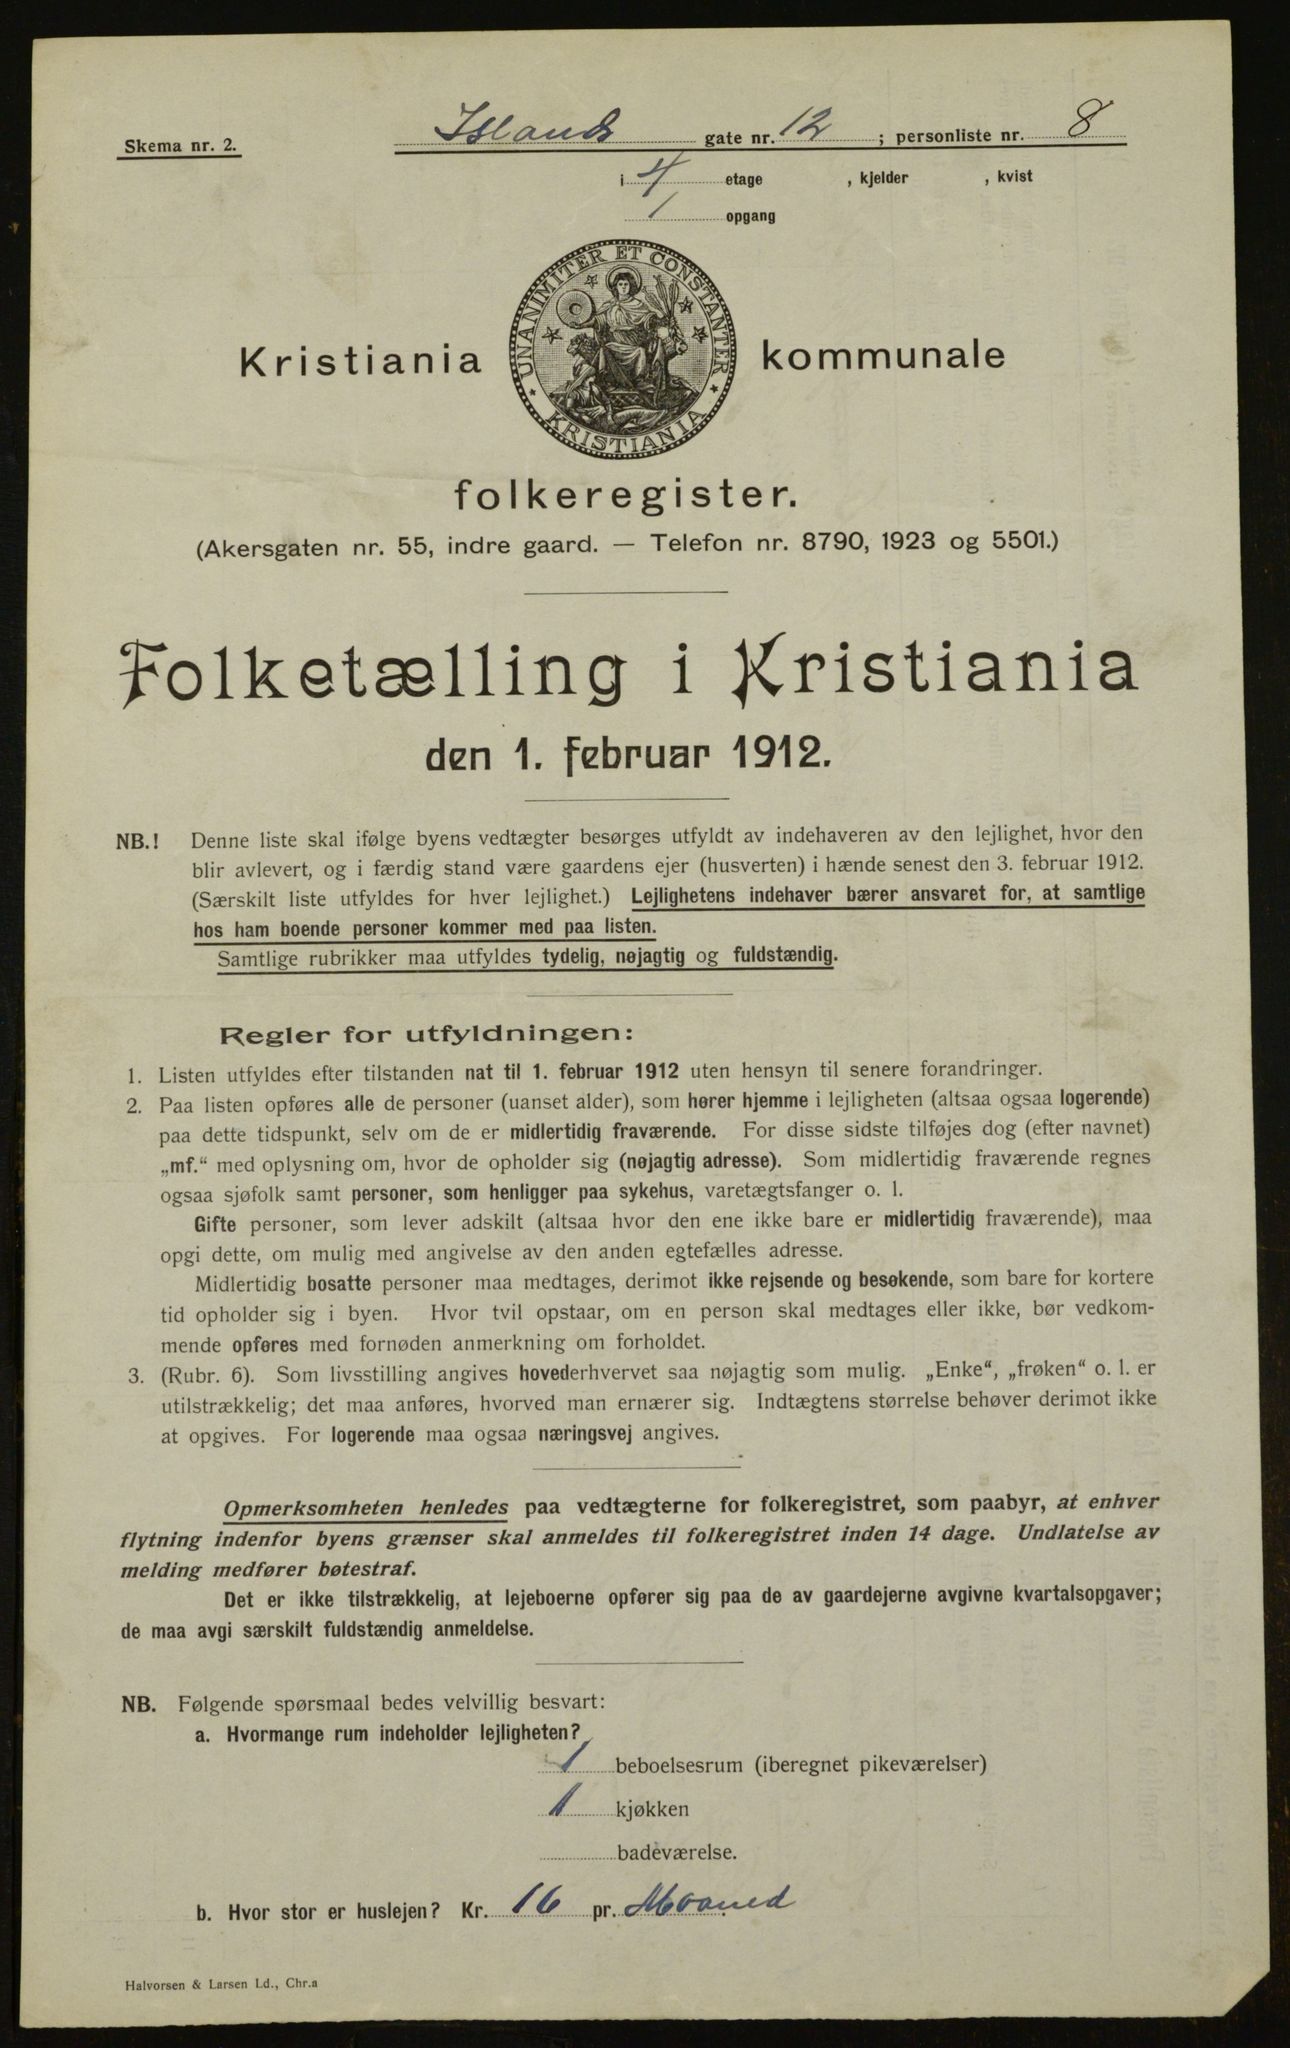 Skema nr. 2.
Islands gate nr. 12 ; personliste nr. 8
i 4 etage , kjelder , kvist
1 opgang
UNANIMITER ET CONSTANTER
KRISTIANIA
Kristiania kommunale
folkeregister.
(Akersgaten nr. 55, indre gaard. — Telefon nr. 8790, 1923 og 5501.)
Folketælling i Kristiania
den 1. februar 1912.
NB.! Denne liste skal ifølge byens vedtægter besørges utfyldt av indehaveren av den lejlighet, hvor den
blir avlevert, og i færdig stand være gaardens ejer (husverten) i hænde senest den 3. februar 1912.
(Særskilt liste utfyldes for hver lejlighet.) Lejlighetens indehaver bærer ansvaret for, at samtlige
hos ham boende personer kommer med paa listen.
Samtlige rubrikker maa utfyldes tydelig, nøjagtig og fuldstændig.
Regler for utfyldningen:
1. Listen utfyldes efter tilstanden nat til 1. februar 1912 uten hensyn til senere forandringer.
2. Paa listen opføres alle de personer (uanset alder), som hører hjemme i lejligheten (altsaa ogsaa logerende)
paa dette tidspunkt, selv om de er midlertidig fraværende. For disse sidste tilføjes dog (efter navnet)
„mf.“ med oplysning om, hvor de opholder sig (nøjagtig adresse). Som midlertidig fraværende regnes
ogsaa sjøfolk samt personer, som henligger paa sykehus, varetægtsfanger o. l.
Gifte personer, som lever adskilt (altsaa hvor den ene ikke bare er midlertidig fraværende), maa
opgi dette, om mulig med angivelse av den anden egtefælles adresse.
Midlertidig bosatte personer maa medtages, derimot ikke rejsende og besøkende, som bare for kortere
tid opholder sig i byen. Hvor tvil opstaar, om en person skal medtages eller ikke, bør vedkom-
mende opføres med fornøden anmerkning om forholdet.
3. (Rubr. 6). Som livsstilling angives hovederhvervet saa nøjagtig som mulig. „Enke“, „frøken“ o. l. er
utilstrækkelig; det maa anføres, hvorved man ernærer sig. Indtægtens størrelse behøver derimot ikke
at opgives. For logerende maa ogsaa næringsvej angives.
Opmerksomheten henledes paa vedtægterne for folkeregistret, som paabyr, at enhver
flytning indenfor byens grænser skal anmeldes til folkeregistret inden 14 dage. Undlatelse av
melding medfører bøtestraf.
Det er ikke tilstrækkelig, at lejeboerne opfører sig paa de av gaardejerne avgivne kvartalsopgaver;
de maa avgi særskilt fuldstændig anmeldelse.
NB. Følgende spørsmaal bedes velvillig besvart:
a. Hvormange rum indeholder lejligheten?
1 beboelsesrum (iberegnet pikeværelser)
1 kjøkken
badeværelse.
b. Hvor stor er huslejen? Kr. 16 pr. Maaned
Halvorsen & Larsen Ld., Chr.a